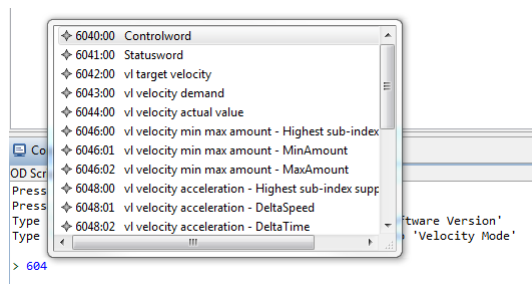 6040:00 Controlword
6041:00 Statusword
6042:00 vl target velocity
6043:00 vl velocity demand
6044:00 vl velocity actual value
6046:00 vl velocity min max amount - Highest sub-index
6046:01 vl velocity min max amount - MinAmount
6046:02 vl velocity min max amount - MaxAmount
6048:00 vl velocity acceleration - Highest sub-index supp
6048:01 vl velocity acceleration - DeltaSpeed
6048:02 vl velocity acceleration - DeltaTime
Co
OD Scr
Press
Press
Type ftware Version'
Type 'Velocity Mode'
> 604